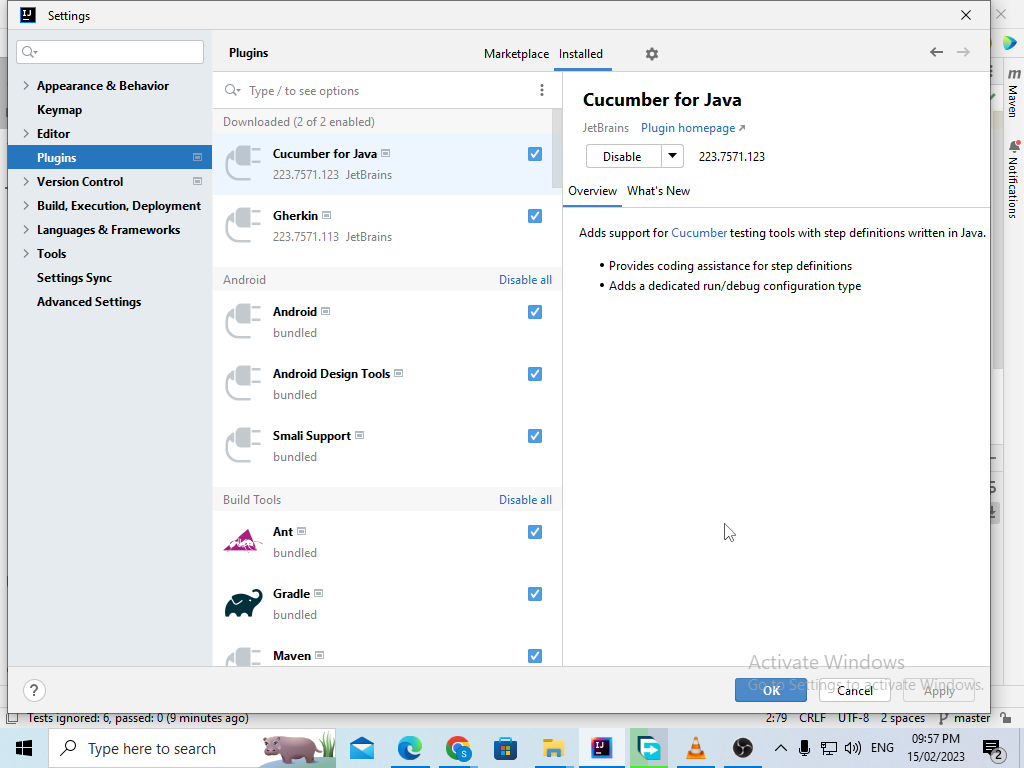 Settings
Plugins
Marketplace
Installed
Appearance & Behavior
Keymap
Editor
Plugins
Version Control
Build, Execution, Deployment
Languages & Frameworks
Tools
Settings Sync
Advanced Settings
Type / to see options
Downloaded (2 of 2 enabled)
Cucumber for Java
223.7571.123 JetBrains
Gherkin
223.7571.113 JetBrains
Android
Disable all
Android
bundled
Android Design Tools
bundled
Smali Support
bundled
Build Tools
Disable all
Ant
bundled
Gradle
bundled
Maven
Cucumber for Java
JetBrains Plugin homepage ↗
Disable
223.7571.123
Overview
What's New
Adds support for Cucumber testing tools with step definitions written in Java.
• Provides coding assistance for step definitions
• Adds a dedicated run/debug configuration type
m
Maven
Notifications
Activate Windows
Go to Settings to activate Windows.
?
OK
Cancel
Apply
Tests ignored: 6, passed: 0 (9 minutes ago)
2:79 CRLF UTF-8 2 spaces master
Type here to search
ENG
09:57 PM
15/02/2023
2